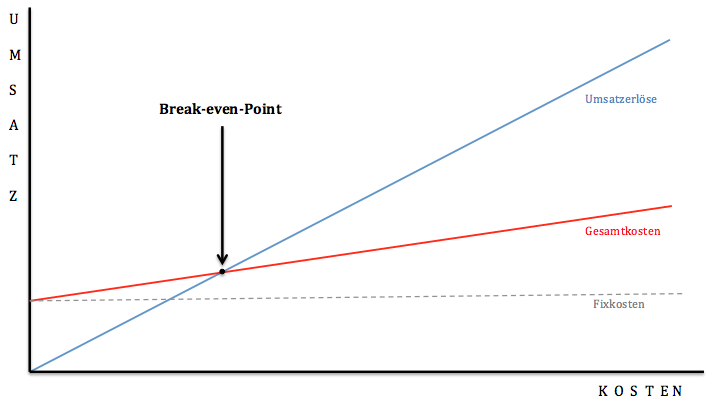 U
M
S
A
T
Z
Break-even-Point
Umsatzerlöse
Gesamtkosten
Fixkosten
K O S T E N